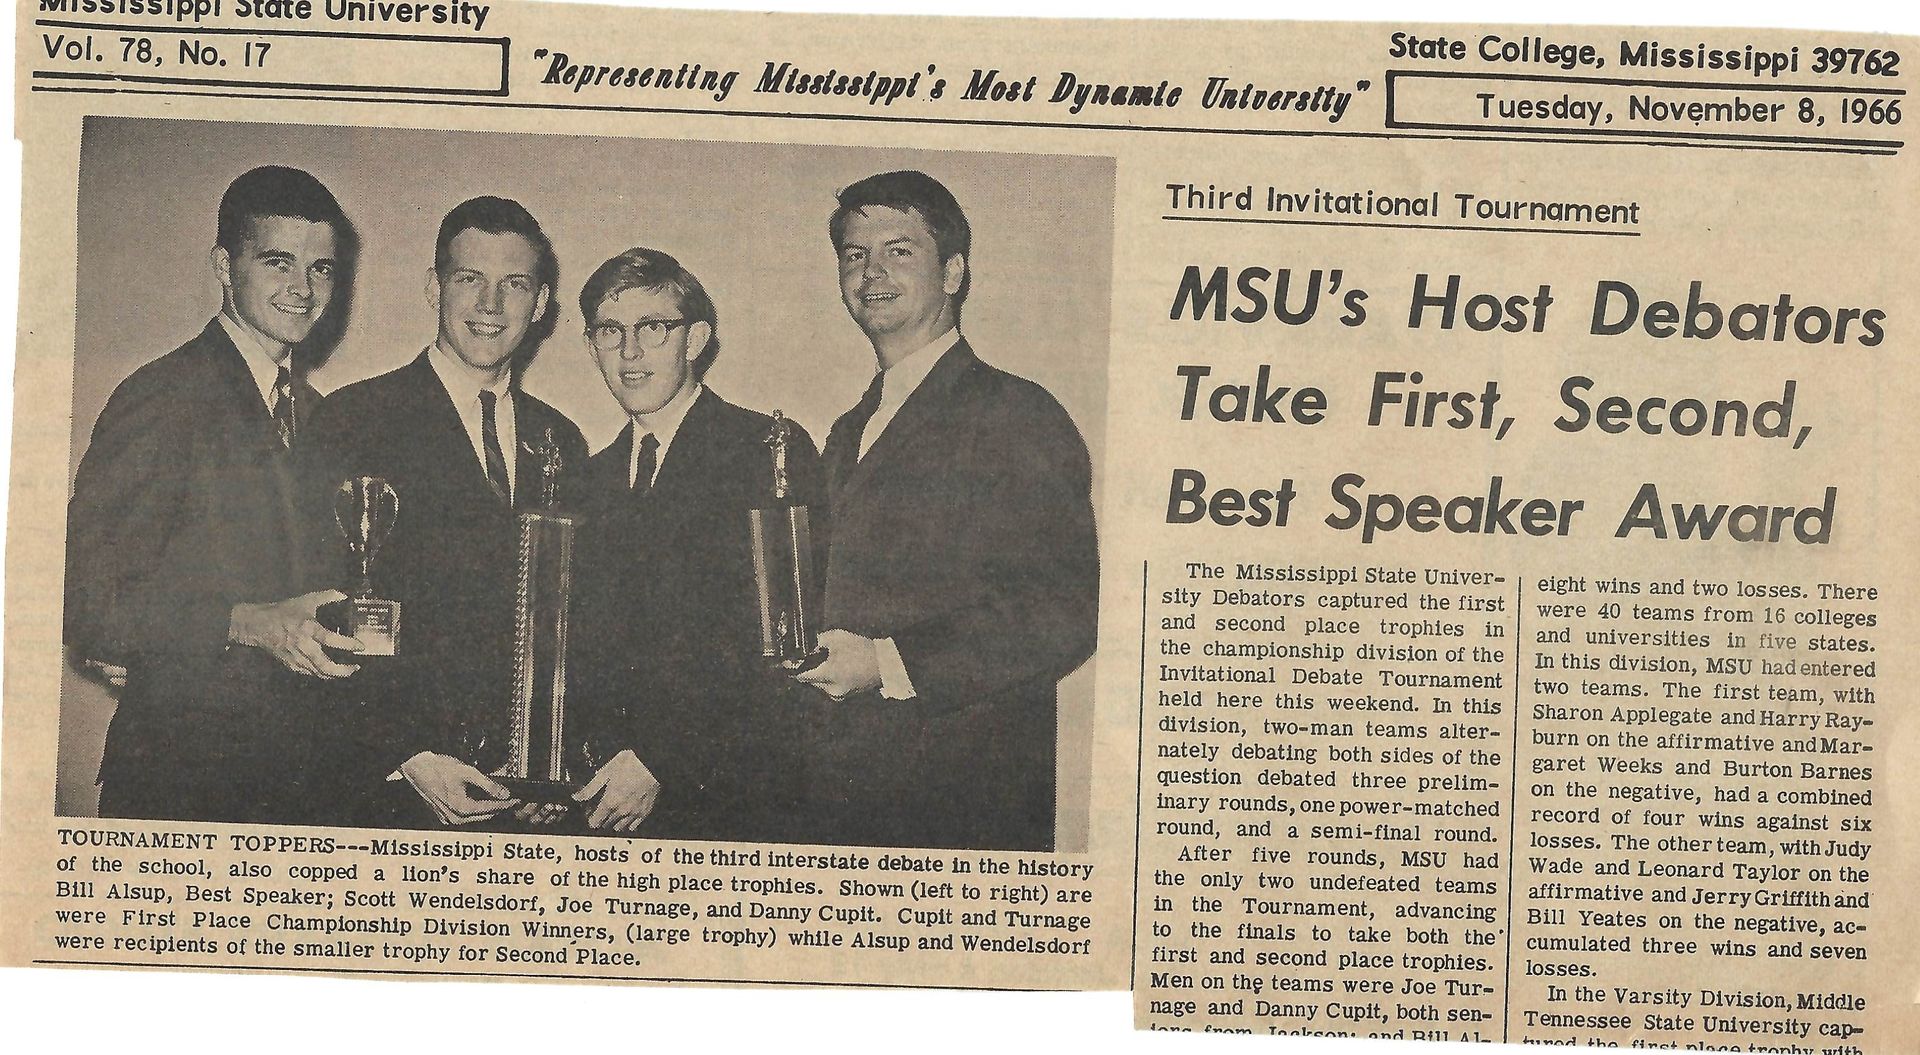 Mississippi State University
Vol. 78, No. 17
"Representing Mississippi's Most Dynamic University"
State College, Mississippi 39762
Tuesday, November 8, 1966
TOURNAMENT TOPPERS---Mississippi State, hosts of the third interstate debate in the history
of the school, also copped a lion's share of the high place trophies. Shown (left to right) are
Bill Alsup, Best Speaker; Scott Wendelsdorf, Joe Turnage, and Danny Cupit. Cupit and Turnage
were First Place Championship Division Winners, (large trophy) while Alsup and Wendelsdorf
were recipients of the smaller trophy for Second Place.
Third Invitational Tournament
MSU's Host Debators
Take First, Second,
Best Speaker Award
The Mississippi State Univer-
sity Debators captured the first
and second place trophies in
the championship division of the
Invitational Debate Tournament
held here this weekend. In this
division, two-man teams alter-
nately debating both sides of the
question debated three prelim-
inary rounds, one power-matched
round, and a semi-final round.
After five rounds, MSU had
the only two undefeated teams
in the Tournament, advancing
to the finals to take both the
first and second place trophies.
Men on the teams were Joe Tur-
nage and Danny Cupit, both sen-
iors from Jackson; and Bill Al-
eight wins and two losses. There
were 40 teams from 16 colleges
and universities in five states.
In this division, MSU had entered
two teams. The first team, with
Sharon Applegate and Harry Ray-
burn on the affirmative and Mar-
garet Weeks and Burton Barnes
on the negative, had a combined
record of four wins against six
losses. The other team, with Judy
Wade and Leonard Taylor on the
affirmative and Jerry Griffith and
Bill Yeates on the negative, ac-
cumulated three wins and seven
losses.
In the Varsity Division, Middle
Tennessee State University cap-
tured the first place trophy with